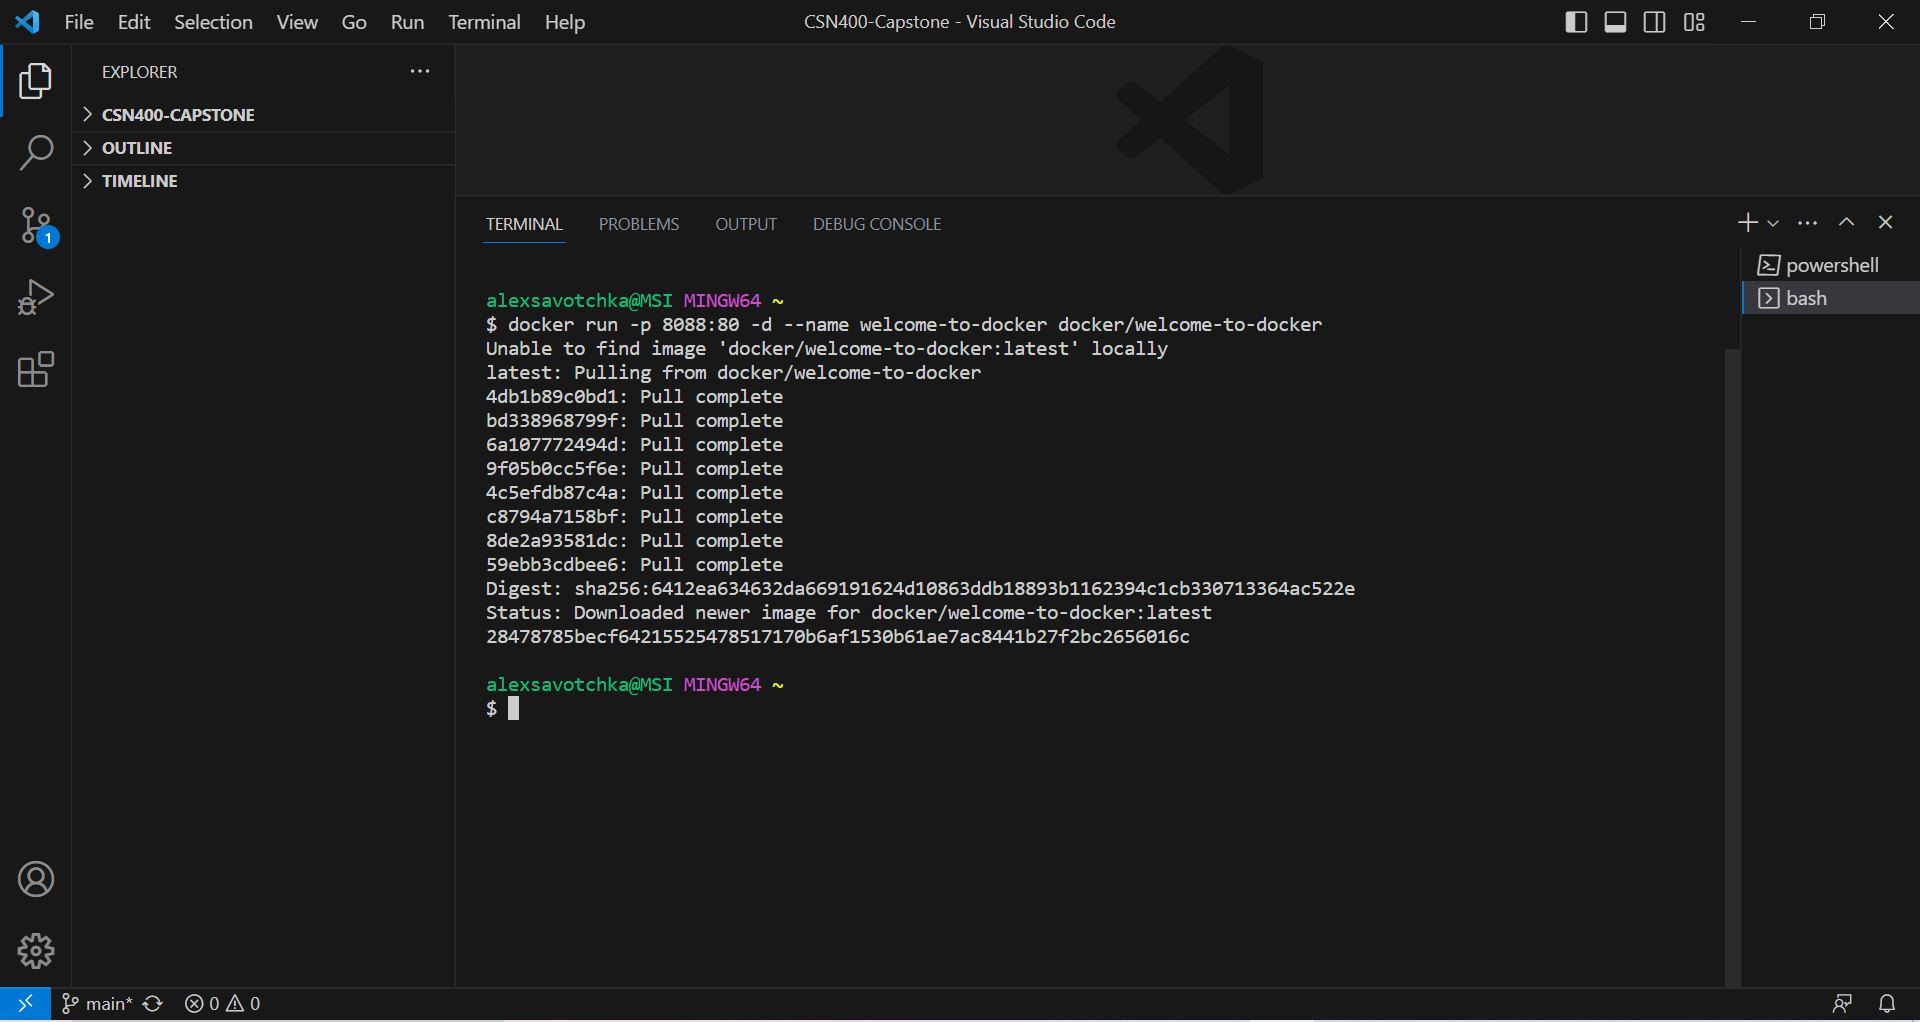 File Edit Selection View Go Run Terminal Help CSN400-Capstone - Visual Studio Code
EXPLORER
CSN400-CAPSTONE
OUTLINE
TIMELINE
1
TERMINAL PROBLEMS OUTPUT DEBUG CONSOLE
powershell
bash
alexsavotchka@MSI MINGW64 ~
$ docker run -p 8088:80 -d --name welcome-to-docker docker/welcome-to-docker
Unable to find image 'docker/welcome-to-docker:latest' locally
latest: Pulling from docker/welcome-to-docker
4db1b89c0bd1: Pull complete
bd338968799f: Pull complete
6a107772494d: Pull complete
9f05b0cc5f6e: Pull complete
4c5efdb87c4a: Pull complete
c8794a7158bf: Pull complete
8de2a93581dc: Pull complete
59ebb3cdbee6: Pull complete
Digest: sha256:6412ea634632da669191624d10863ddb18893b1162394c1cb330713364ac522e
Status: Downloaded newer image for docker/welcome-to-docker:latest
28478785becf64215525478517170b6af1530b61ae7ac8441b27f2bc2656016c
alexsavotchka@MSI MINGW64 ~
$
main* 0 0